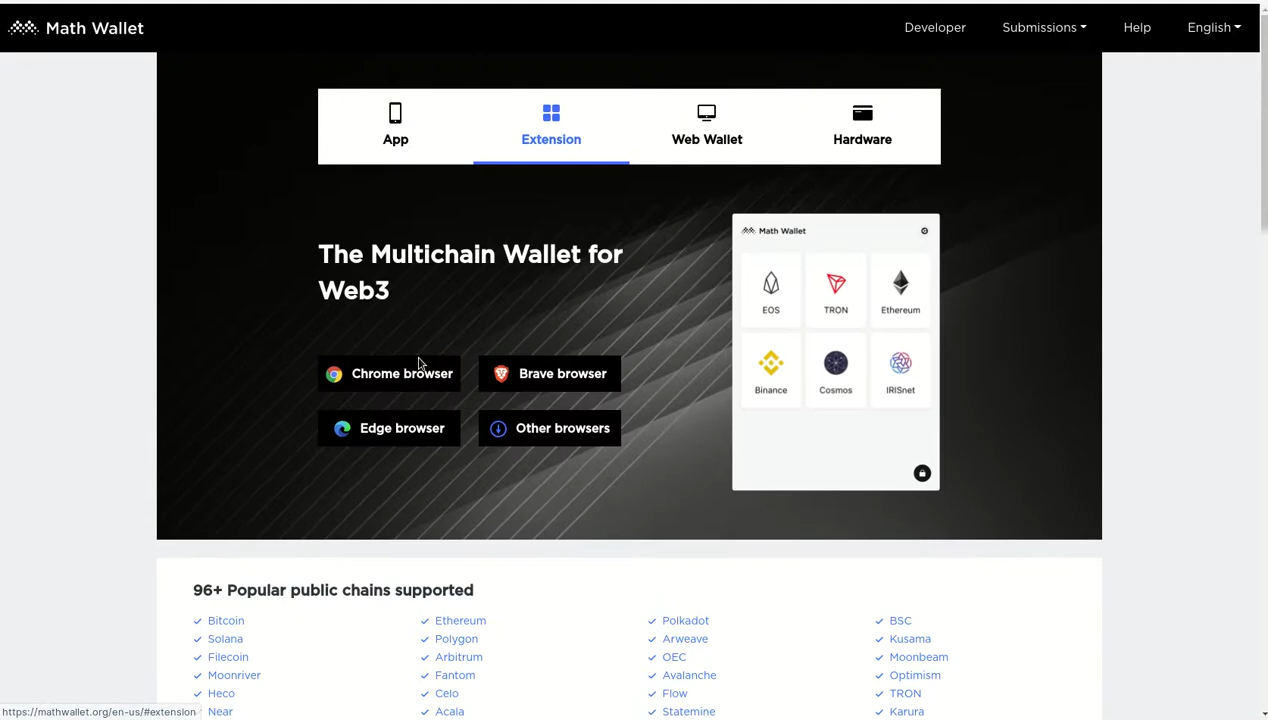 Math Wallet
Developer
Submissions
Help
English
App
Extension
Web Wallet
Hardware
The Multichain Wallet for
Web3
Chrome browser
Brave browser
Edge browser
Other browsers
Math Wallet
EOS
TRON
Ethereum
Binance
Cosmos
IRISnet
96+ Popular public chains supported
Bitcoin
Ethereum
Polkadot
BSC
Solana
Polygon
Arweave
Kusama
Filecoin
Arbitrum
OEC
Moonbeam
Moonriver
Fantom
Avalanche
Optimism
Heco
Celo
Flow
TRON
Near
Acala
Statemine
Karura
https://mathwallet.org/en-us/#extension